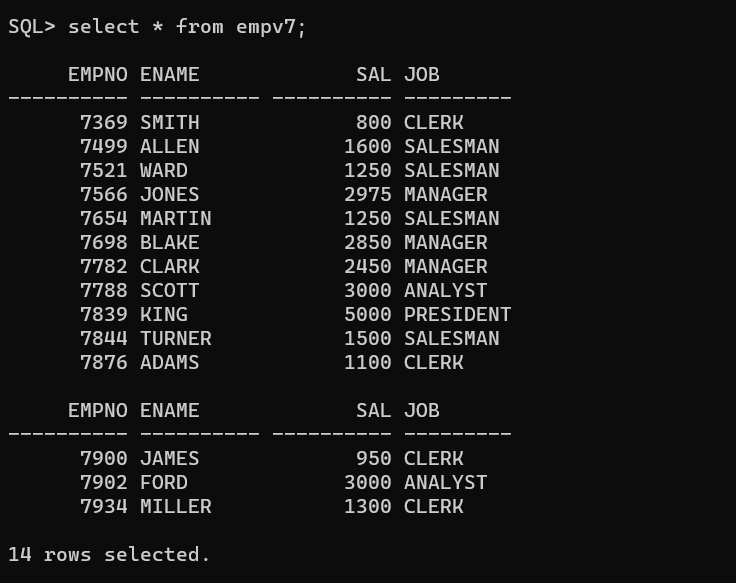 SQL> select * from empv7;
     EMPNO ENAME             SAL JOB
---------- ---------- ---------- ---------
      7369 SMITH             800 CLERK
      7499 ALLEN            1600 SALESMAN
      7521 WARD             1250 SALESMAN
      7566 JONES            2975 MANAGER
      7654 MARTIN           1250 SALESMAN
      7698 BLAKE            2850 MANAGER
      7782 CLARK            2450 MANAGER
      7788 SCOTT            3000 ANALYST
      7839 KING             5000 PRESIDENT
      7844 TURNER           1500 SALESMAN
      7876 ADAMS            1100 CLERK
     EMPNO ENAME             SAL JOB
---------- ---------- ---------- ---------
      7900 JAMES             950 CLERK
      7902 FORD             3000 ANALYST
      7934 MILLER           1300 CLERK
14 rows selected.